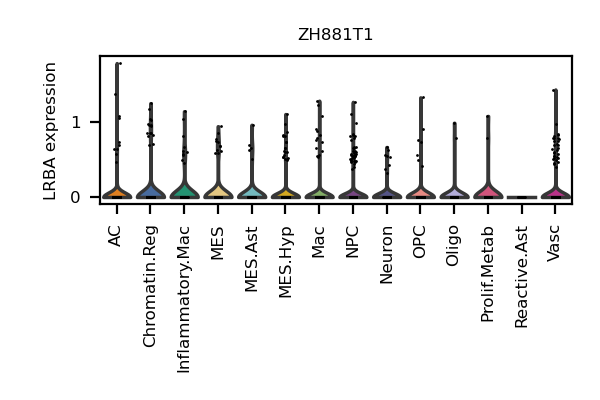 ZH881T1
LRBA expression
1
0
AC
Chromatin.Reg
Inflammatory.Mac
MES
MES.Ast
MES.Hyp
Mac
NPC
Neuron
OPC
Oligo
Prolif.Metab
Reactive.Ast
Vasc